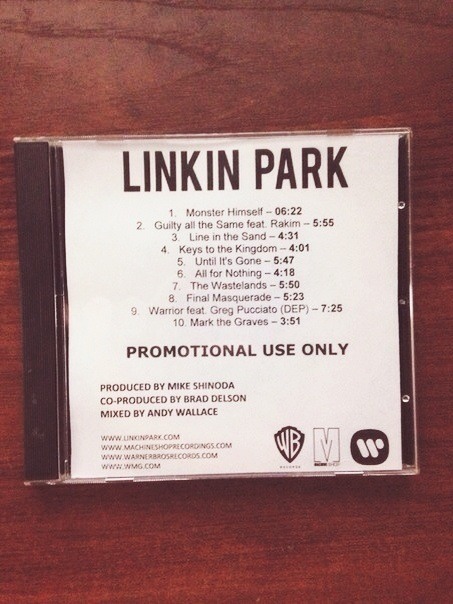 LINKIN PARK
1. Monster Himself – 06:22
2. Guilty all the Same feat. Rakim – 5:55
3. Line in the Sand – 4:31
4. Keys to the Kingdom – 4:01
5. Until It's Gone – 5:47
6. All for Nothing – 4:18
7. The Wastelands – 5:50
8. Final Masquerade – 5:23
9. Warrior feat. Greg Pucciato (DEP) – 7:25
10. Mark the Graves – 3:51
PROMOTIONAL USE ONLY
PRODUCED BY MIKE SHINODA
CO-PRODUCED BY BRAD DELSON
MIXED BY ANDY WALLACE
WWW.LINKINPARK.COM
WWW.MACHINESHOPRECORDINGS.COM
WWW.WARNERBROSRECORDS.COM
WWW.WMG.COM
WB
RECORDS
M